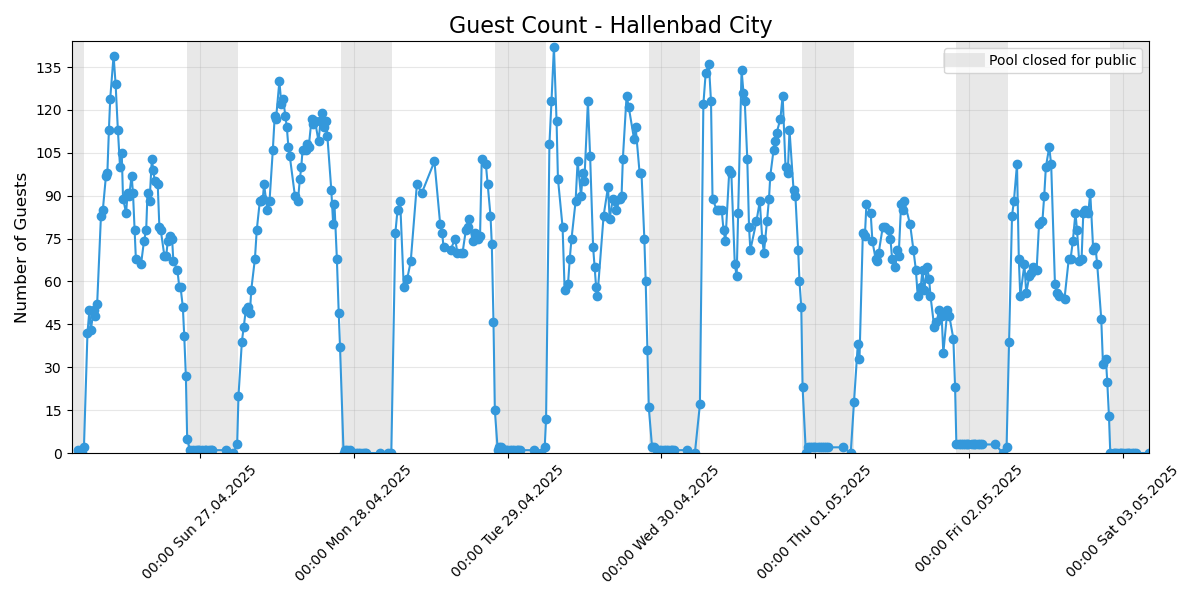 Guest Count - Hallenbad City
Pool closed for public
Number of Guests
135
120
105
90
75
60
45
30
15
0
00:00 Sun 27.04.2025
00:00 Mon 28.04.2025
00:00 Tue 29.04.2025
00:00 Wed 30.04.2025
00:00 Thu 01.05.2025
00:00 Fri 02.05.2025
00:00 Sat 03.05.2025